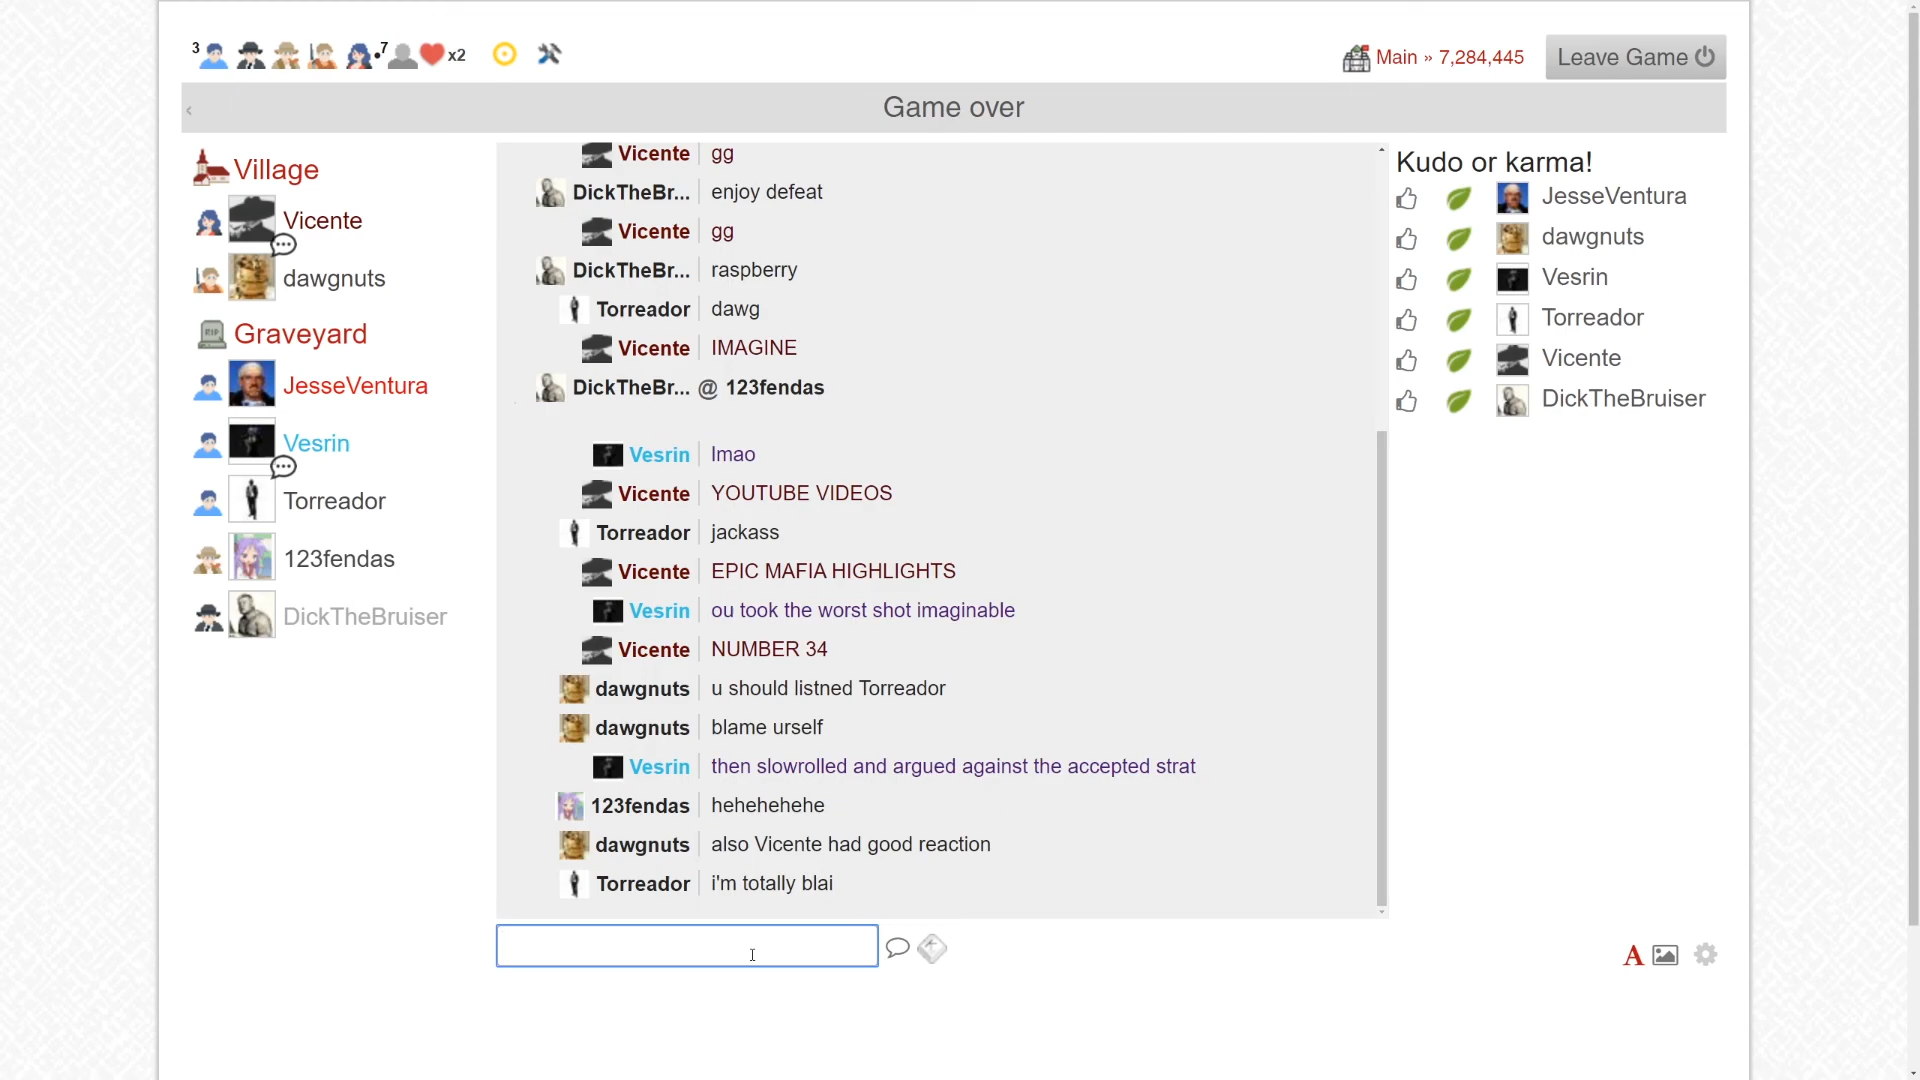 3 7 x2 Main » 7,284,445 Leave Game
‹ Game over
Village
Vicente
dawgnuts
RIP Graveyard
JesseVentura
Vesrin
Torreador
123fendas
DickTheBruiser
Vicente gg
DickTheBr... enjoy defeat
Vicente gg
DickTheBr... raspberry
Torreador dawg
Vicente IMAGINE
DickTheBr... @ 123fendas
Vesrin lmao
Vicente YOUTUBE VIDEOS
Torreador jackass
Vicente EPIC MAFIA HIGHLIGHTS
Vesrin ou took the worst shot imaginable
Vicente NUMBER 34
dawgnuts u should listned Torreador
dawgnuts blame urself
Vesrin then slowrolled and argued against the accepted strat
123fendas hehehehehe
dawgnuts also Vicente had good reaction
Torreador i'm totally blai
Kudo or karma!
JesseVentura
dawgnuts
Vesrin
Torreador
Vicente
DickTheBruiser
A